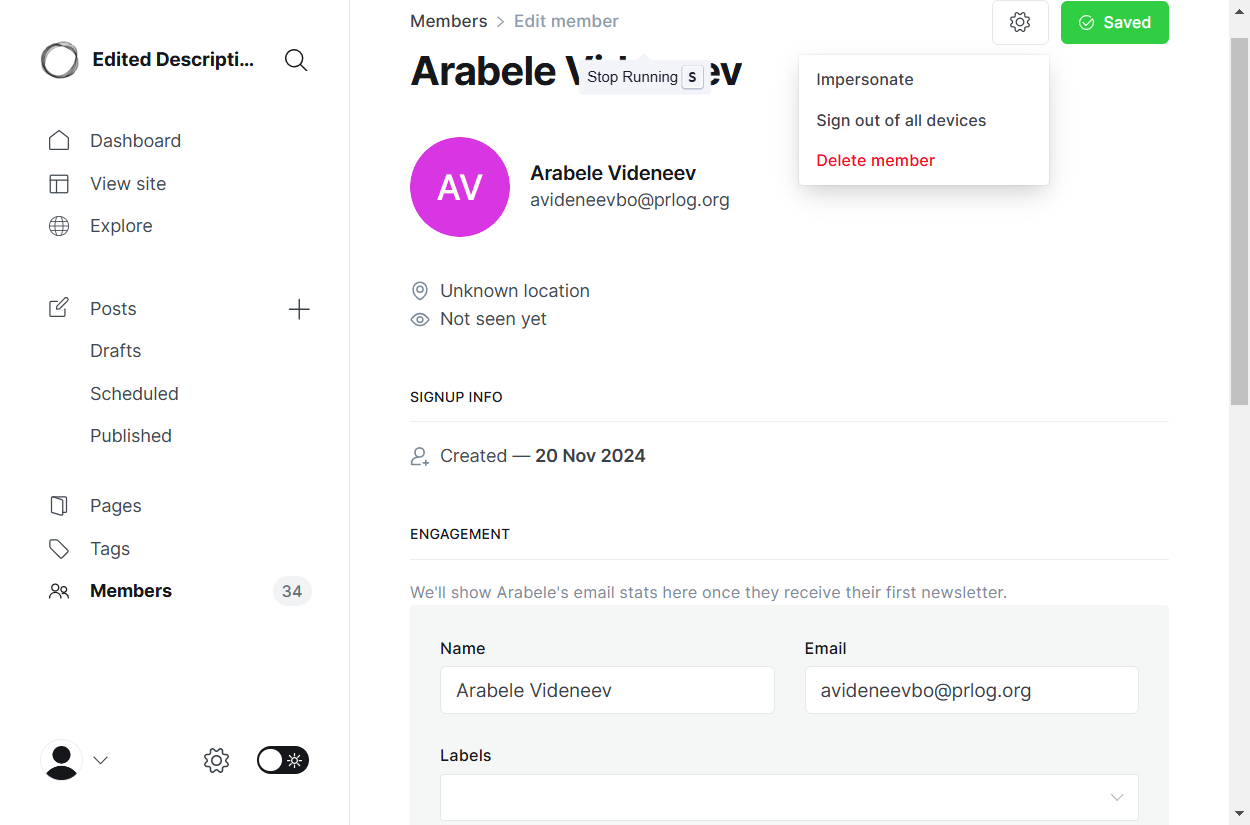 Edited Descripti...
Dashboard
View site
Explore
Posts
Drafts
Scheduled
Published
Pages
Tags
Members
34
Members > Edit member
Saved
Arabele V ev
Stop Running S
Impersonate
Sign out of all devices
Delete member
AV
Arabele Videneev
avideneevbo@prlog.org
Unknown location
Not seen yet
SIGNUP INFO
Created — 20 Nov 2024
ENGAGEMENT
We'll show Arabele's email stats here once they receive their first newsletter.
Name
Email
Arabele Videneev
avideneevbo@prlog.org
Labels